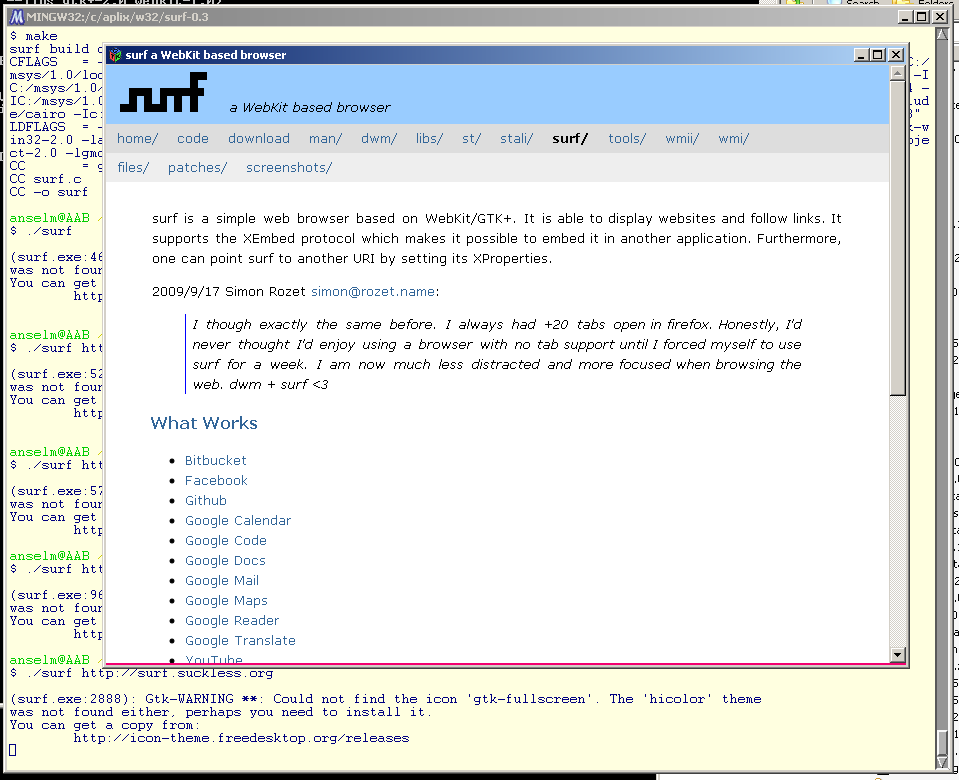 MINGW32:/c/aplix/w32/surf-0.3
$ make
surf build
CFLAGS = -
msys/1.0/loc
C:/msys/1.0/
IC:/msys/1.0/
e/cairo -Ic:
LDFLAGS = -
in32-2.0 -la
ct-2.0 -lgmo
CC = g
CC surf.c
CC -o surf
anselm@AAB
$ ./surf
(surf.exe:46
was not foun
You can get
http
anselm@AAB
$ ./surf htt
(surf.exe:52
was not foun
You can get
http
anselm@AAB
$ ./surf htt
(surf.exe:57
was not foun
You can get
http
anselm@AAB
$ ./surf htt
(surf.exe:96
was not foun
You can get
http
anselm@AAB
$ ./surf http://surf.suckless.org
(surf.exe:2888): Gtk-WARNING **: Could not find the icon 'gtk-fullscreen'. The 'hicolor' theme
was not found either, perhaps you need to install it.
You can get a copy from:
http://icon-theme.freedesktop.org/releases
surf a WebKit based browser
surf
a WebKit based browser
home/ code download man/ dwm/ libs/ st/ stali/ surf/ tools/ wmii/ wmi/
files/ patches/ screenshots/
surf is a simple web browser based on WebKit/GTK+. It is able to display websites and follow links. It
supports the XEmbed protocol which makes it possible to embed it in another application. Furthermore,
one can point surf to another URI by setting its XProperties.
2009/9/17 Simon Rozet simon@rozet.name:
I though exactly the same before. I always had +20 tabs open in firefox. Honestly, I'd
never thought I'd enjoy using a browser with no tab support until I forced myself to use
surf for a week. I am now much less distracted and more focused when browsing the
web. dwm + surf <3
What Works
Bitbucket
Facebook
Github
Google Calendar
Google Code
Google Docs
Google Mail
Google Maps
Google Reader
Google Translate
YouTube